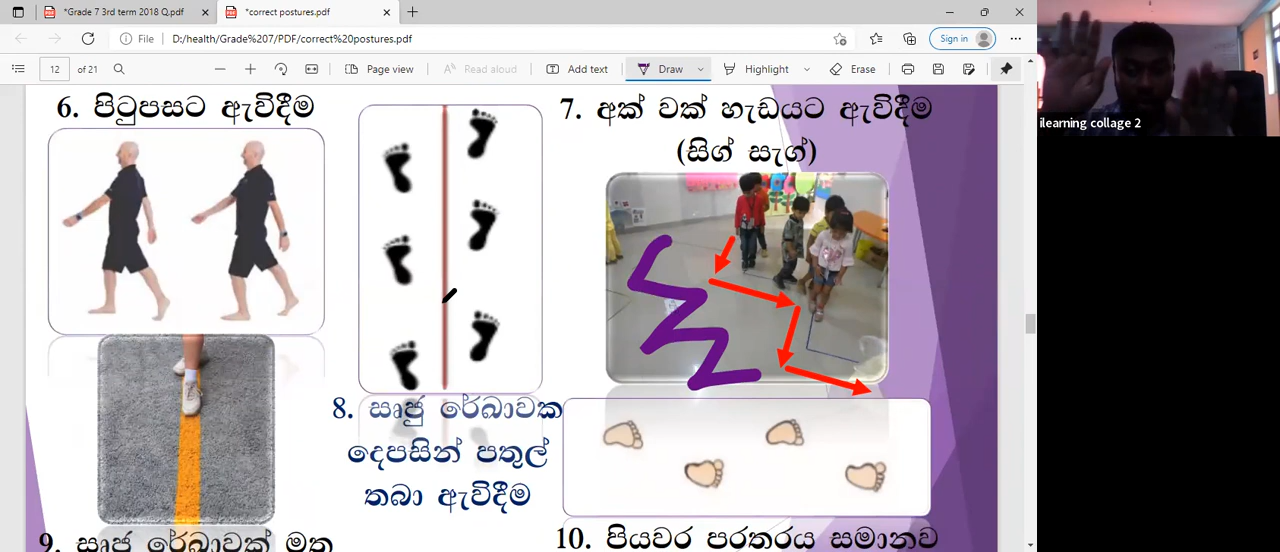 *Grade 7 3rd term 2018 Q.pdf
*correct postures.pdf
File
D:/health/Grade%207/PDF/correct%20postures.pdf
Sign in
12 of 21
Page view
Read aloud
Add text
Draw
Highlight
Erase
ilearning collage 2
6. පිටුපසට ඇවිදීම
7. අක් වක් හැඩයට ඇවිදීම
(සිග් සැග්)
8. සෘජු රේඛාවක
දෙපසින් පතුල්
තබා ඇවිදීම
9. සෘජු රේඛාවක් මත
10. පියවර පරතරය සමානව